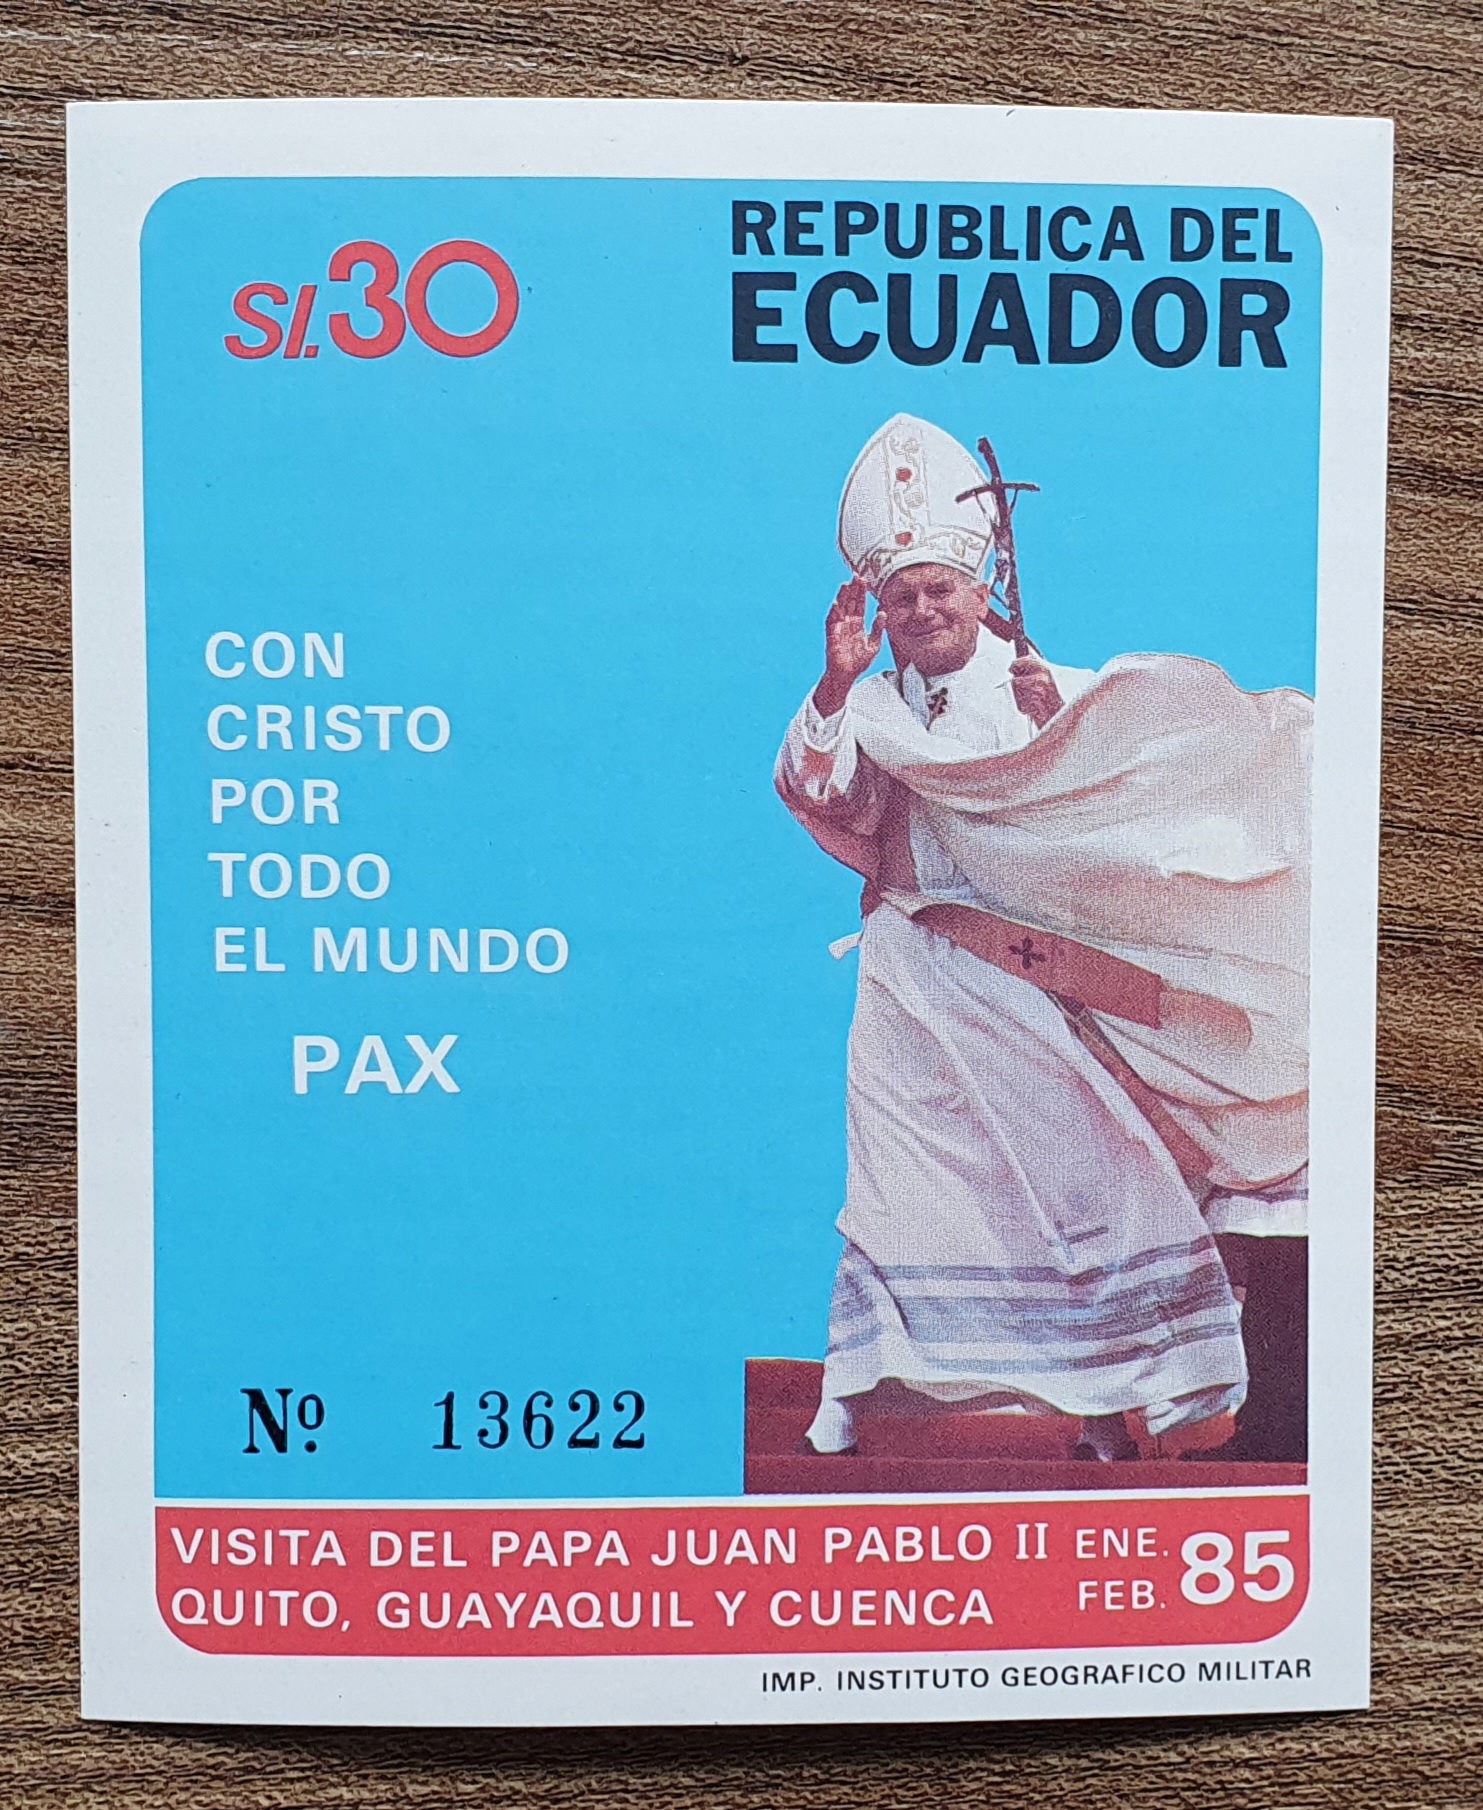 S/.30
REPUBLICA DEL
ECUADOR
CON
CRISTO
POR
TODO
EL MUNDO
PAX
Nº. 13622
VISITA DEL PAPA JUAN PABLO II ENE. 85
QUITO, GUAYAQUIL Y CUENCA FEB.
IMP. INSTITUTO GEOGRAFICO MILITAR